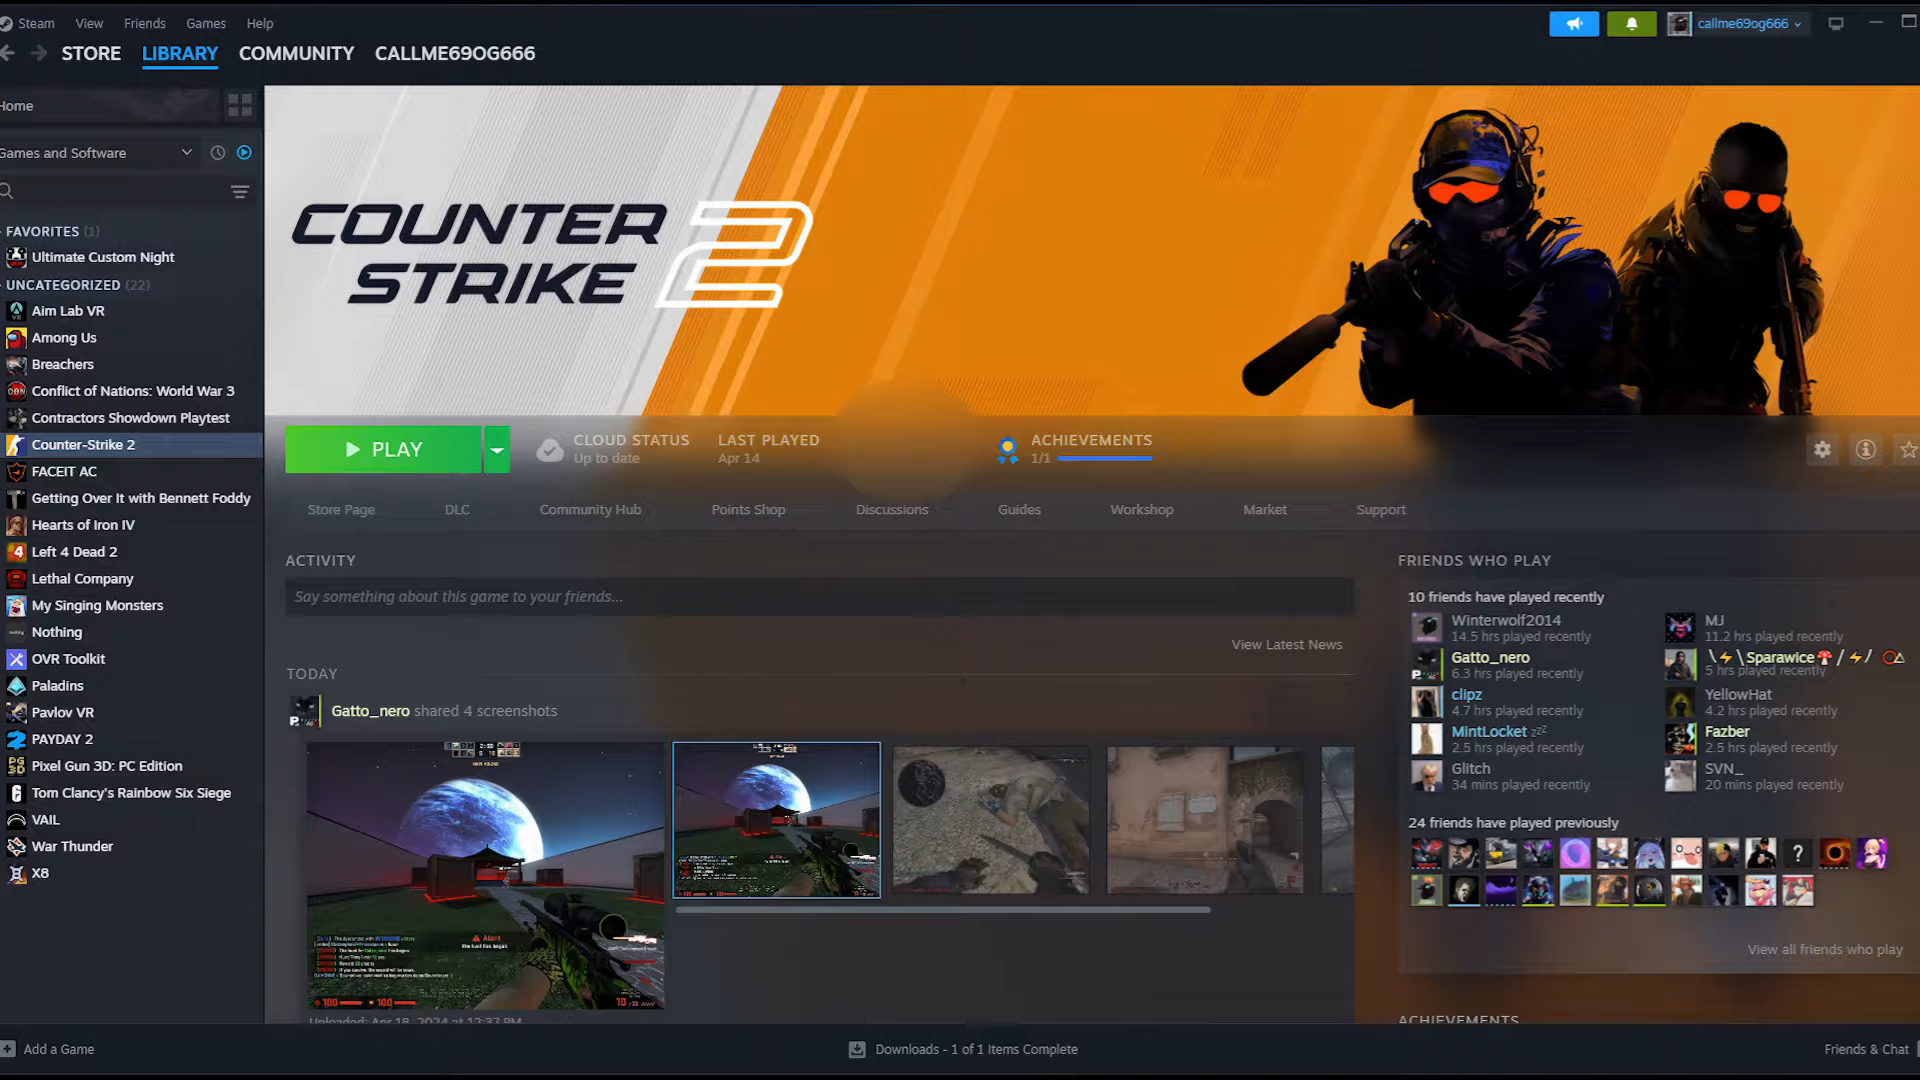 Steam View Friends Games Help
callme69og666
STORE LIBRARY COMMUNITY CALLME69OG666
Home
Games and Software
FAVORITES (1)
Ultimate Custom Night
UNCATEGORIZED (22)
Aim Lab VR
Among Us
Breachers
Conflict of Nations: World War 3
Contractors Showdown Playtest
Counter-Strike 2
FACEIT AC
Getting Over It with Bennett Foddy
Hearts of Iron IV
Left 4 Dead 2
Lethal Company
My Singing Monsters
Nothing
OVR Toolkit
Paladins
Pavlov VR
PAYDAY 2
Pixel Gun 3D: PC Edition
Tom Clancy's Rainbow Six Siege
VAIL
War Thunder
X8
COUNTER
STRIKE 2
PLAY
CLOUD STATUS
Up to date
LAST PLAYED
Apr 14
ACHIEVEMENTS
1/1
Store Page DLC Community Hub Points Shop Discussions Guides Workshop Market Support
ACTIVITY
Say something about this game to your friends...
View Latest News
TODAY
Gatto_nero shared 4 screenshots
Uploaded: Apr 18, 2024 at 12:37 PM
FRIENDS WHO PLAY
10 friends have played recently
Winterwolf2014
14.5 hrs played recently
MJ
11.2 hrs played recently
Gatto_nero
6.3 hrs played recently
\⚡\Sparawice🍄/⚡/ ⭕△
5 hrs played recently
clipz
4.7 hrs played recently
YellowHat
4.2 hrs played recently
MintLocket zzz
2.5 hrs played recently
Fazber
2.5 hrs played recently
Glitch
34 mins played recently
SVN_
20 mins played recently
24 friends have played previously
?
View all friends who play
ACHIEVEMENTS
Add a Game
Downloads - 1 of 1 Items Complete
Friends & Chat